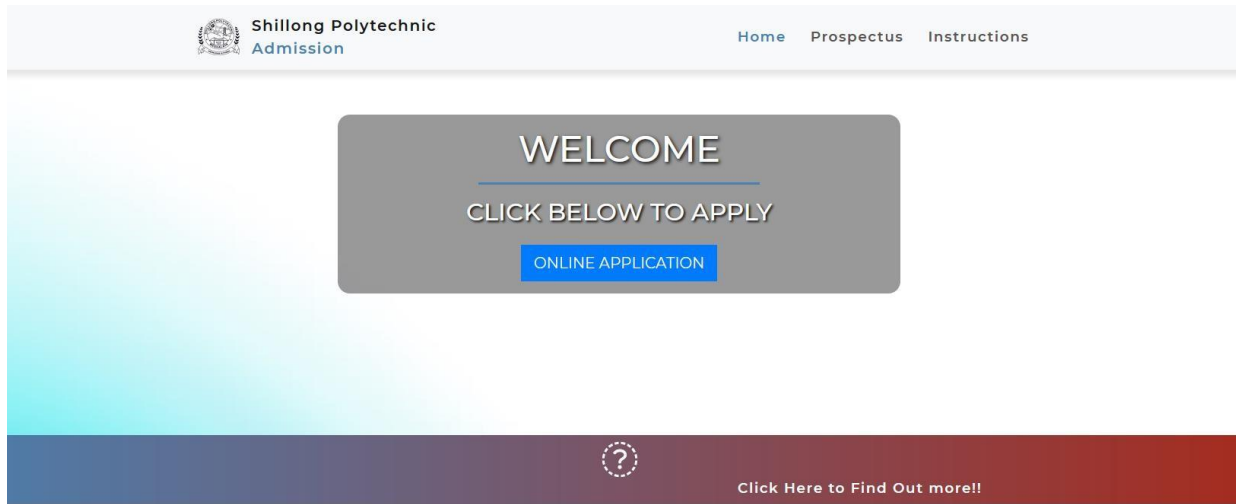 Shillong Polytechnic
Admission
Home Prospectus Instructions
WELCOME
CLICK BELOW TO APPLY
ONLINE APPLICATION
?
Click Here to Find Out more!!